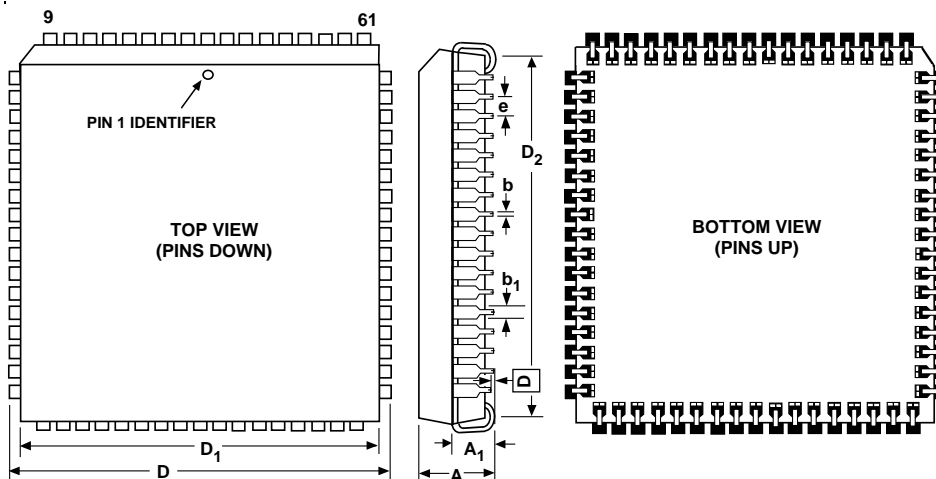 9
61
PIN 1 IDENTIFIER
TOP VIEW
(PINS DOWN)
D1
D
e
D2
b
b1
D
A1
A
BOTTOM VIEW
(PINS UP)